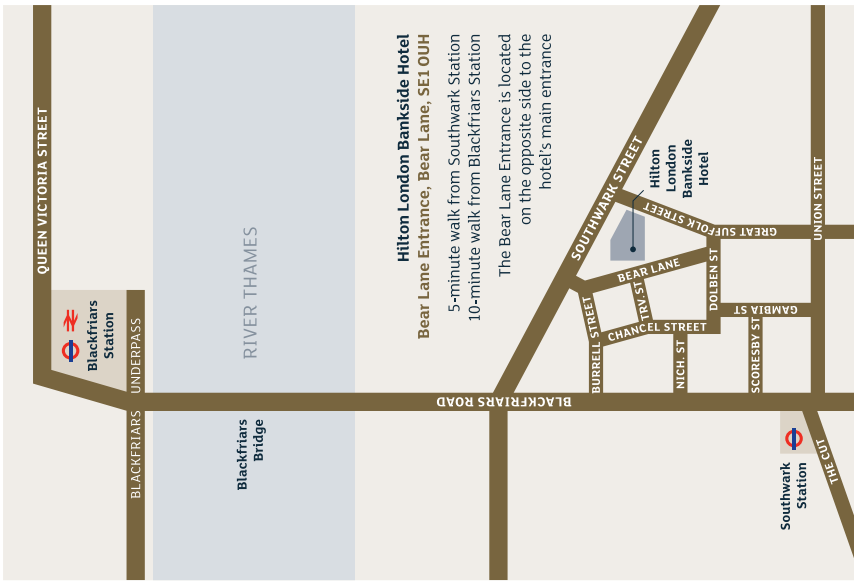 QUEEN VICTORIA STREET
Blackfriars
Station
BLACKFRIARS UNDERPASS
RIVER THAMES
Blackfriars
Bridge
Hilton London Bankside Hotel
Bear Lane Entrance, Bear Lane, SE1 0UH
5-minute walk from Southwark Station
10-minute walk from Blackfriars Station
The Bear Lane Entrance is located
on the opposite side to the
hotel's main entrance
BLACKFRIARS ROAD
SOUTHWARK STREET
Hilton
London
Bankside
Hotel
GREAT SUFFOLK STREET
BEAR LANE
BURRELL STREET
TRV. ST
CHANCEL STREET
DOLBEN ST
NICH. ST
GAMBIA ST
SCORESBY ST
UNION STREET
Southwark
Station
THE CUT